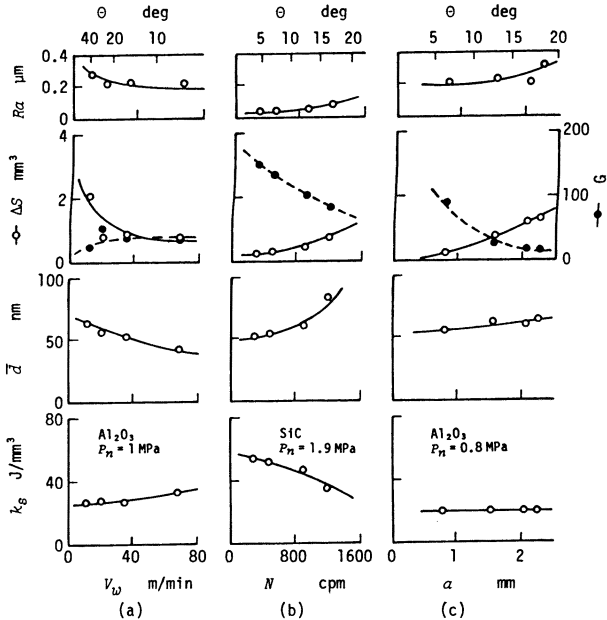 Θ deg Θ deg Θ deg
40 20 10 5 10 15 20 5 10 15 20
Ra μm
0.4
0.2
0
ΔS mm³
4
2
0
G
200
100
0
d̅ nm
100
50
0
k_s J/mm³
80
40
0
Al₂O₃
P_n = 1 MPa
SiC
P_n = 1.9 MPa
Al₂O₃
P_n = 0.8 MPa
0 40 80 0 800 1600 1 2
V_w m/min N cpm a mm
(a) (b) (c)